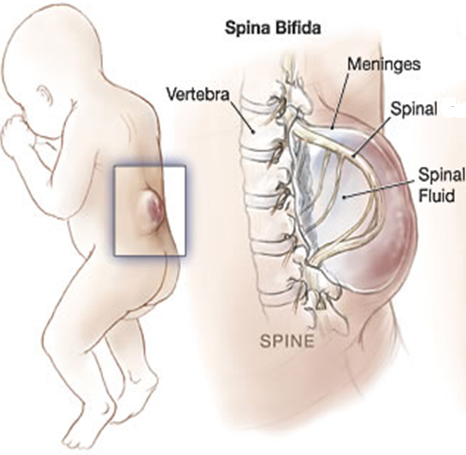 Spina Bifida
Meninges
Vertebra
Spinal
Spinal
Fluid
SPINE